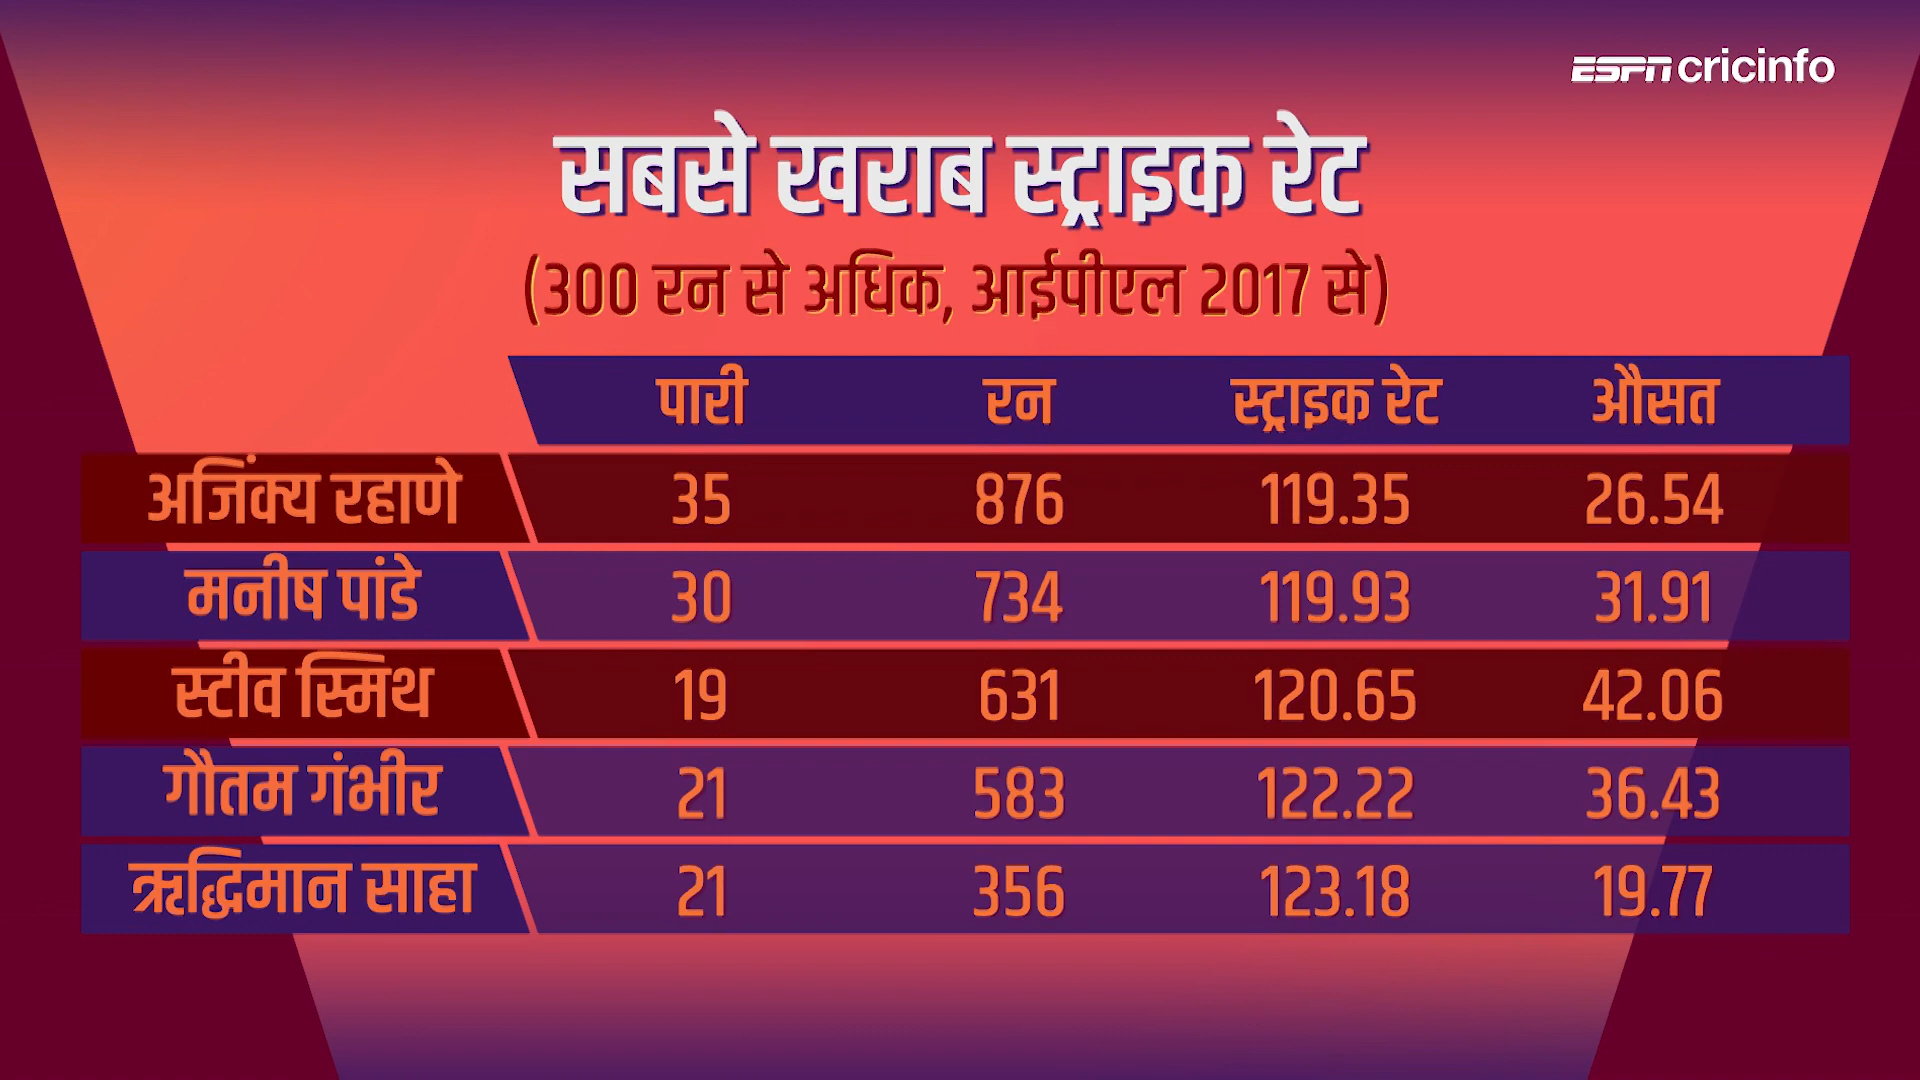 ESPN cricinfo
सबसे खराब स्ट्राइक रेट
(300 रन से अधिक, आईपीएल 2017 से)
पारी रन स्ट्राइक रेट औसत
अजिंक्य रहाणे 35 876 119.35 26.54
मनीष पांडे 30 734 119.93 31.91
स्टीव स्मिथ 19 631 120.65 42.06
गौतम गंभीर 21 583 122.22 36.43
ऋद्धिमान साहा 21 356 123.18 19.77